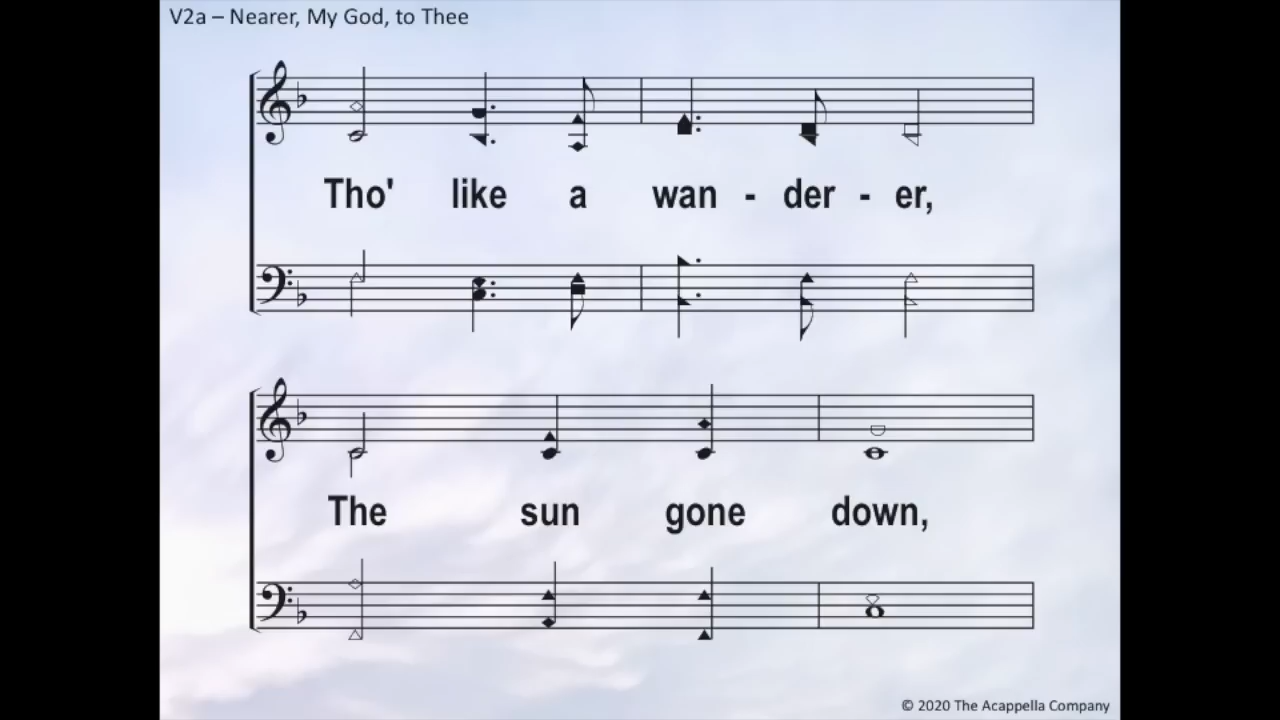 V2a – Nearer, My God, to Thee
Tho' like a wan - der - er,
The sun gone down,
© 2020 The Acappella Company